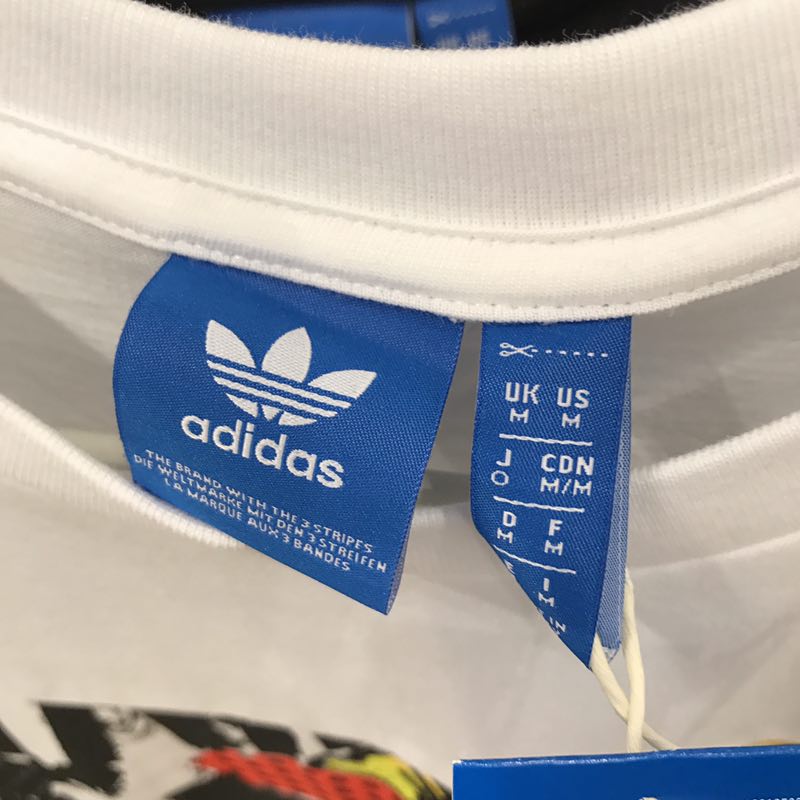 adidas
THE BRAND WITH THE 3 STRIPES
DIE WELTMARKE MIT DEN 3 STREIFEN
LA MARQUE AUX 3 BANDES
UK US
M M
J CDN
O M/M
D F
M M
I
M
IN